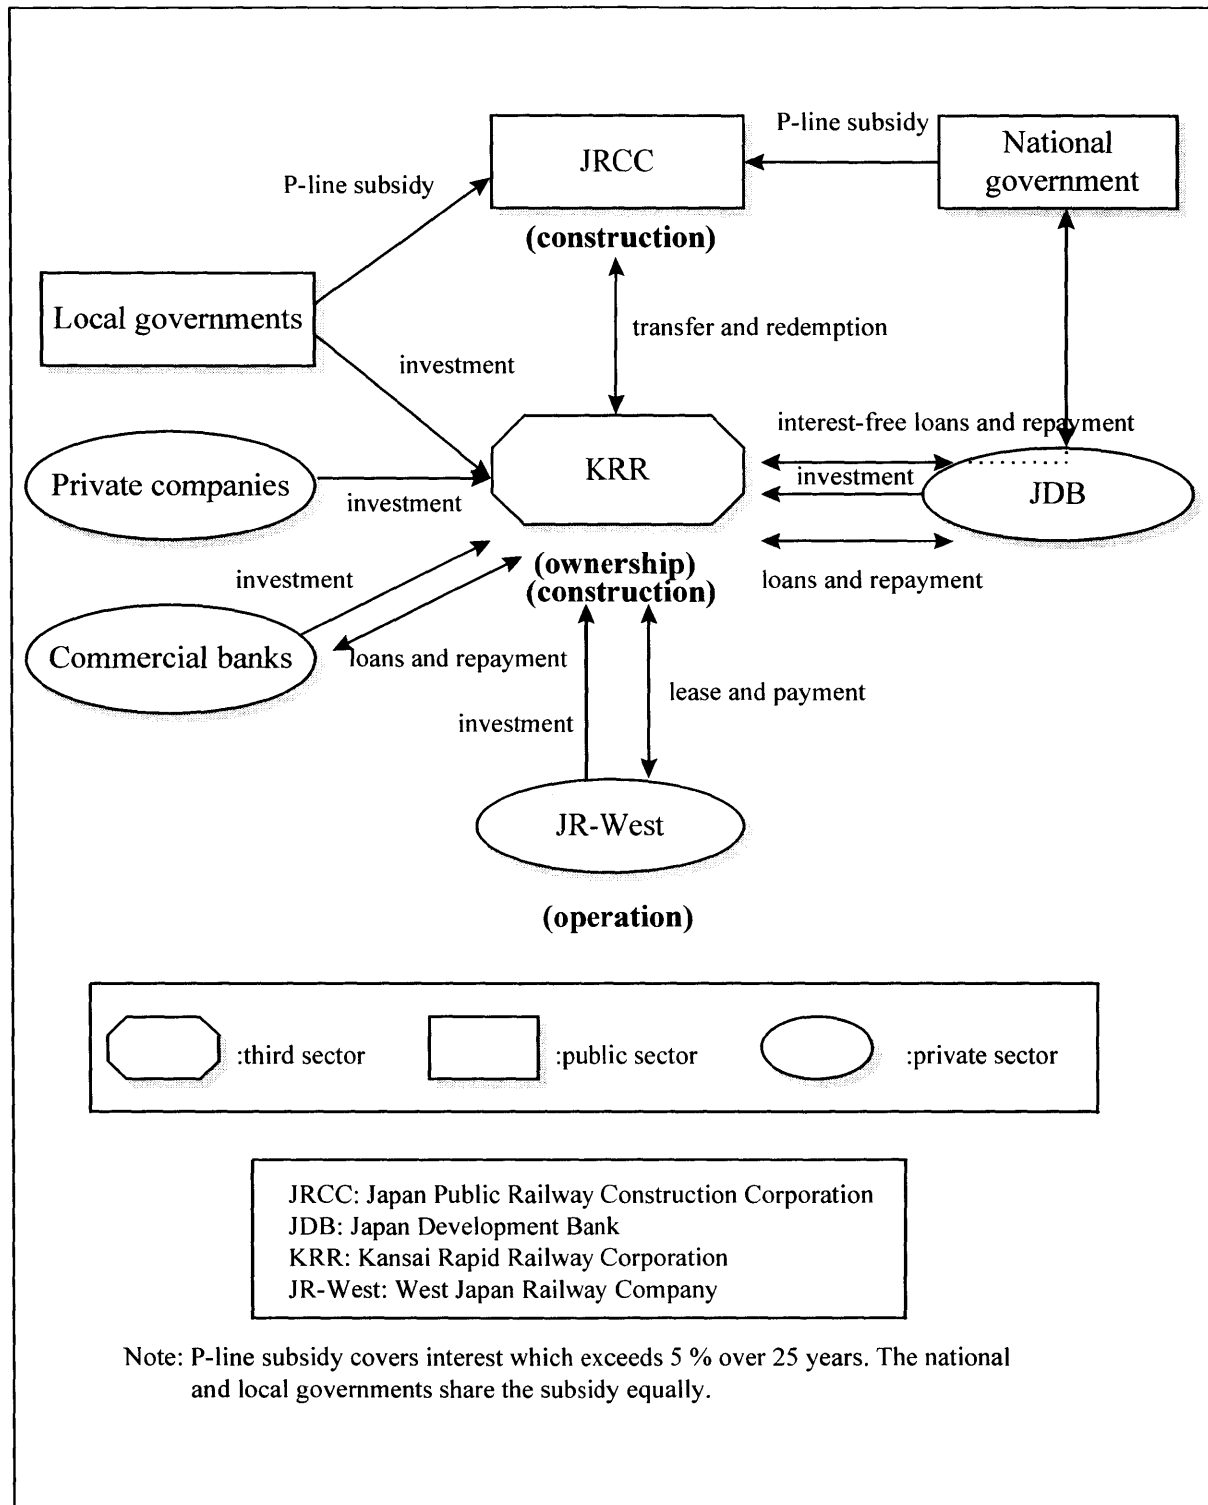 P-line subsidy
JRCC
National
government
P-line subsidy
(construction)
Local governments
transfer and redemption
investment
interest-free loans and repayment
Private companies
KRR
investment
JDB
investment
(ownership)
(construction)
investment
loans and repayment
Commercial banks
loans and repayment
lease and payment
investment
JR-West
(operation)
:third sector
:public sector
:private sector
JRCC: Japan Public Railway Construction Corporation
JDB: Japan Development Bank
KRR: Kansai Rapid Railway Corporation
JR-West: West Japan Railway Company
Note: P-line subsidy covers interest which exceeds 5 % over 25 years. The national
and local governments share the subsidy equally.